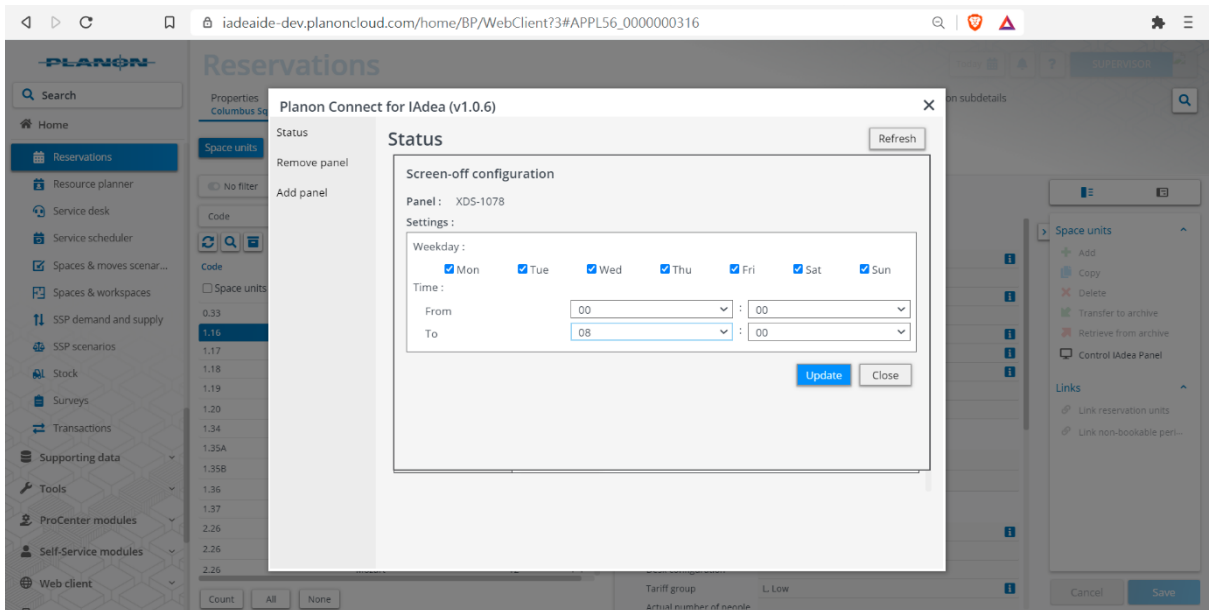 iadeaide-dev.planoncloud.com/home/BP/WebClient?3#APPL56_0000000316
PLANON
Reservations
SUPERVISOR
Search
Home
Reservations
Resource planner
Service desk
Service scheduler
Spaces & moves scenar...
Spaces & workspaces
SSP demand and supply
SSP scenarios
Stock
Surveys
Transactions
Supporting data
Tools
ProCenter modules
Self-Service modules
Web client
Properties
Columbus Sq
on subdetails
Space units
No filter
Code
Code
Space units
0.33
1.16
1.17
1.18
1.19
1.20
1.34
1.35A
1.35B
1.36
1.37
2.26
2.26
2.26
Count
All
None
Planon Connect for IAdea (v1.0.6)
Status
Remove panel
Add panel
Status
Refresh
Screen-off configuration
Panel : XDS-1078
Settings :
Weekday :
Mon Tue Wed Thu Fri Sat Sun
Time :
From 00 : 00
To 08 : 00
Update Close
Tariff group L, Low
Actual number of people
Space units
Add
Copy
Delete
Transfer to archive
Retrieve from archive
Control IAdea Panel
Links
Link reservation units
Link non-bookable peri...
Cancel
Save